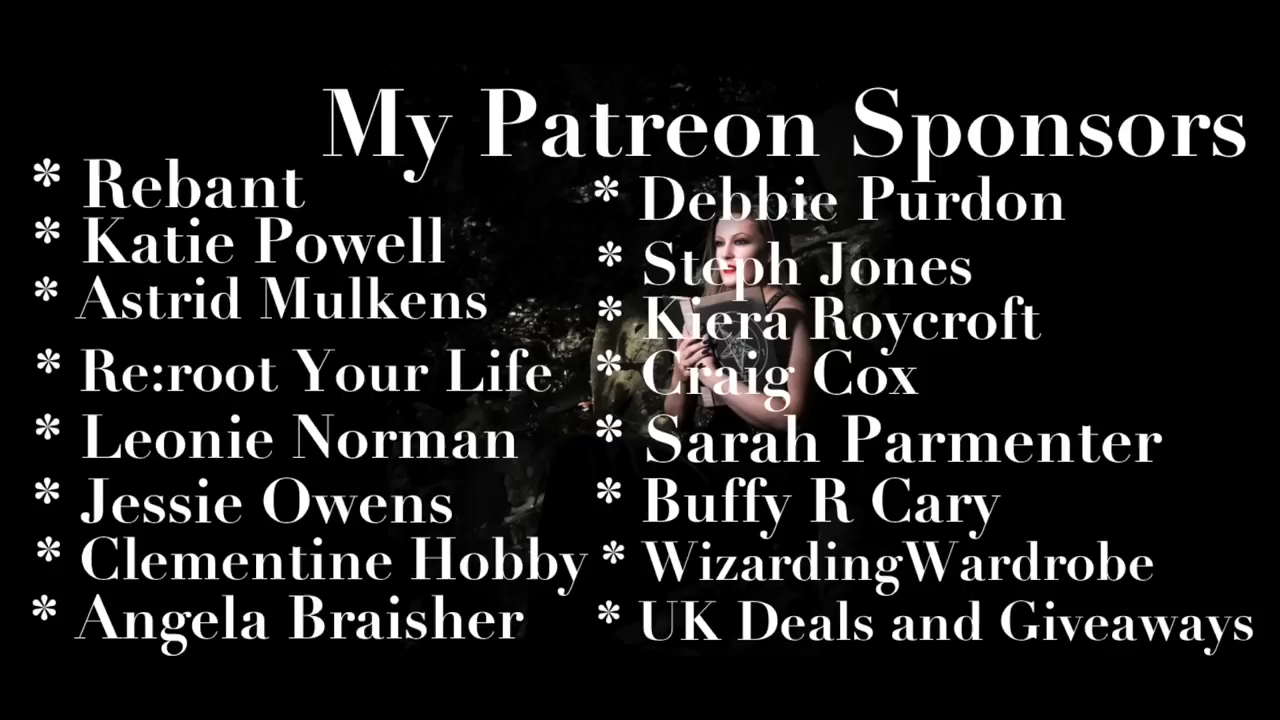 My Patreon Sponsors
* Rebant
* Katie Powell
* Astrid Mulkens
* Re:root Your Life
* Leonie Norman
* Jessie Owens
* Clementine Hobby
* Angela Braisher
* Debbie Purdon
* Steph Jones
* Kiera Roycroft
* Craig Cox
* Sarah Parmenter
* Buffy R Cary
* WizardingWardrobe
* UK Deals and Giveaways